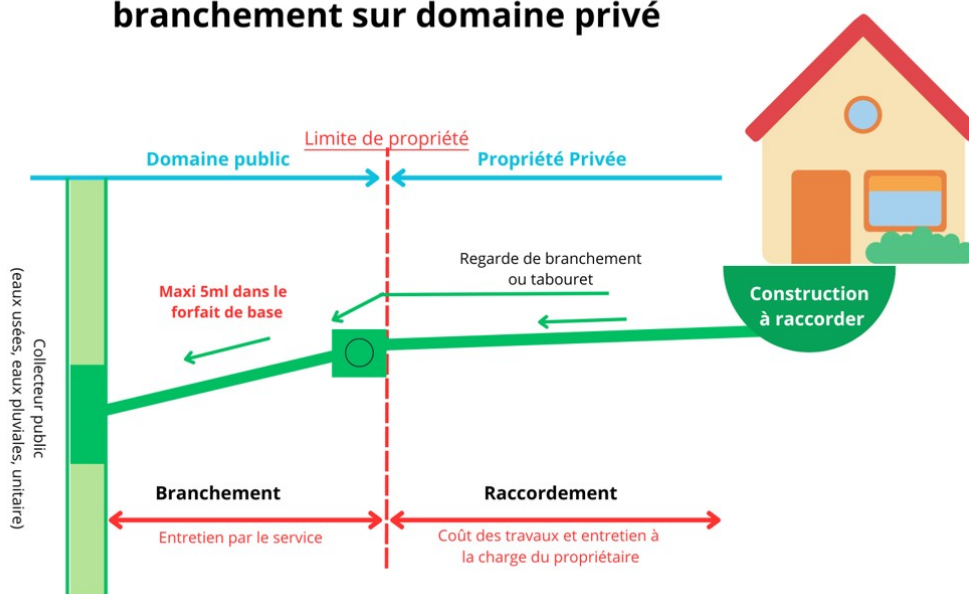 branchement sur domaine privé
Limite de propriété
Domaine public
Propriété Privée
Regarde de branchement
ou tabouret
Maxi 5ml dans le
forfait de base
Construction
à raccorder
Collecteur public
(eaux usées, eaux pluviales, unitaire)
Branchement
Raccordement
Entretien par le service
Coût des travaux et entretien à
la charge du propriétaire